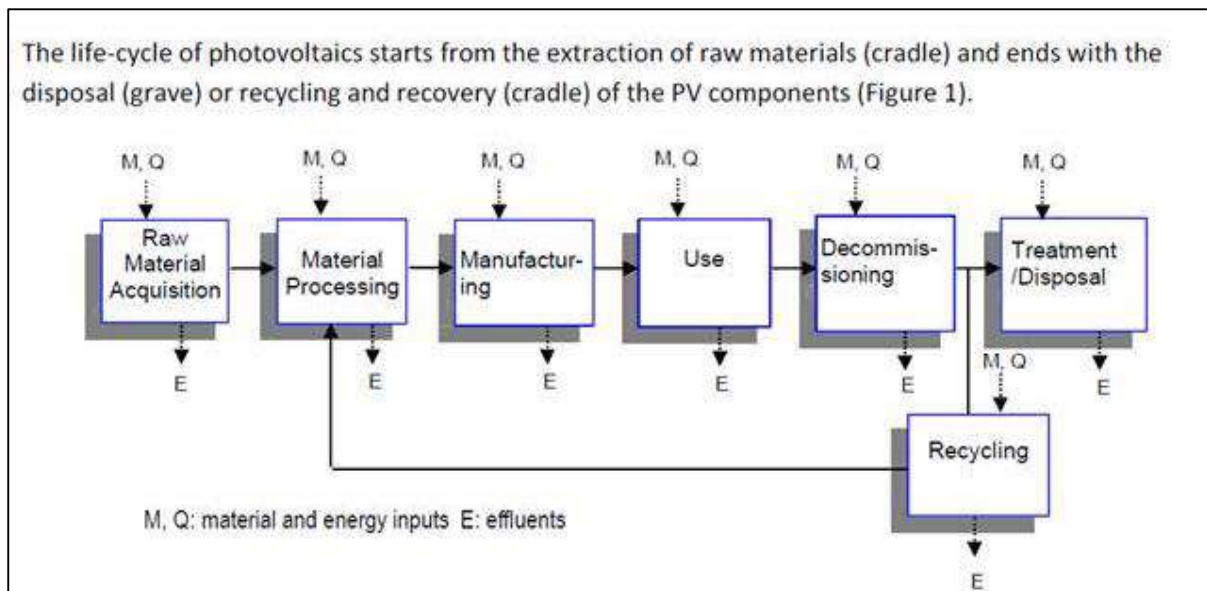 The life-cycle of photovoltaics starts from the extraction of raw materials (cradle) and ends with the
disposal (grave) or recycling and recovery (cradle) of the PV components (Figure 1).
M, Q
M, Q
M, Q
M, Q
M, Q
M, Q
Raw
Material
Acquisition
Material
Processing
Manufactur-
ing
Use
Decommis-
sioning
Treatment
/Disposal
E
E
E
E
E
E
M, Q
Recycling
E
M, Q: material and energy inputs E: effluents